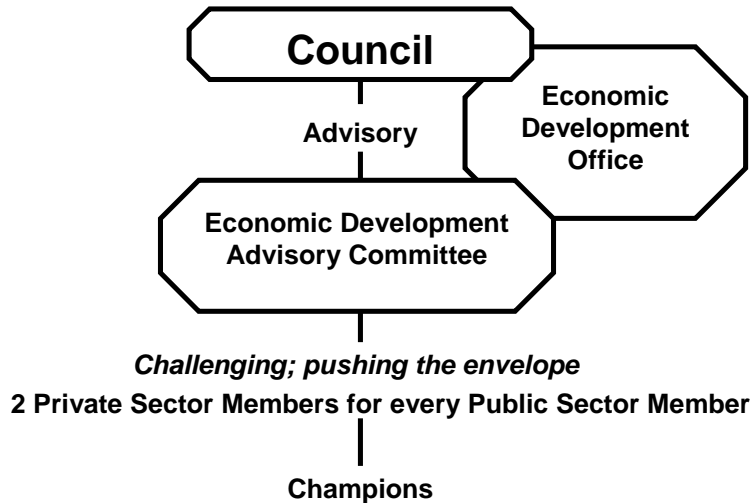 Council
Economic
Development
Office
Advisory
Economic Development
Advisory Committee
Challenging; pushing the envelope
2 Private Sector Members for every Public Sector Member
Champions